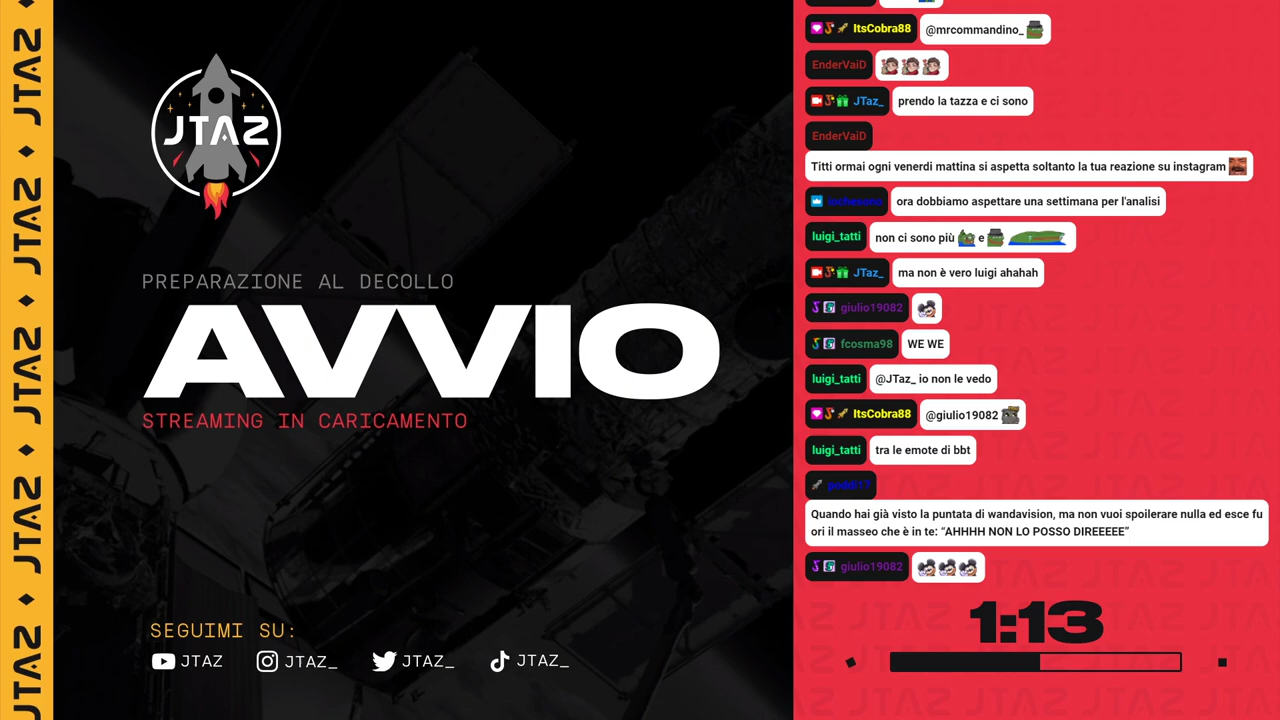 JTAZ
JTAZ
JTAZ
JTAZ
JTAZ
JTAZ
PREPARAZIONE AL DECOLLO
AVVIO
STREAMING IN CARICAMENTO
SEGUIMI SU:
JTAZ
JTAZ_
JTAZ_
JTAZ_
ItsCobra88 @mrcommandino_
EnderVaiD
JTaz_ prendo la tazza e ci sono
EnderVaiD
Titti ormai ogni venerdi mattina si aspetta soltanto la tua reazione su instagram
iochesono ora dobbiamo aspettare una settimana per l'analisi
luigi_tatti non ci sono più e
JTaz_ ma non è vero luigi ahahah
giulio19082
fcosma98 WE WE
luigi_tatti @JTaz_ io non le vedo
ItsCobra88 @giulio19082
luigi_tatti tra le emote di bbt
Quando hai già visto la puntata di wandavision, ma non vuoi spoilerare nulla ed esce fu
ori il masseo che è in te: “AHHHH NON LO POSSO DIREEEEE”
giulio19082
1:13